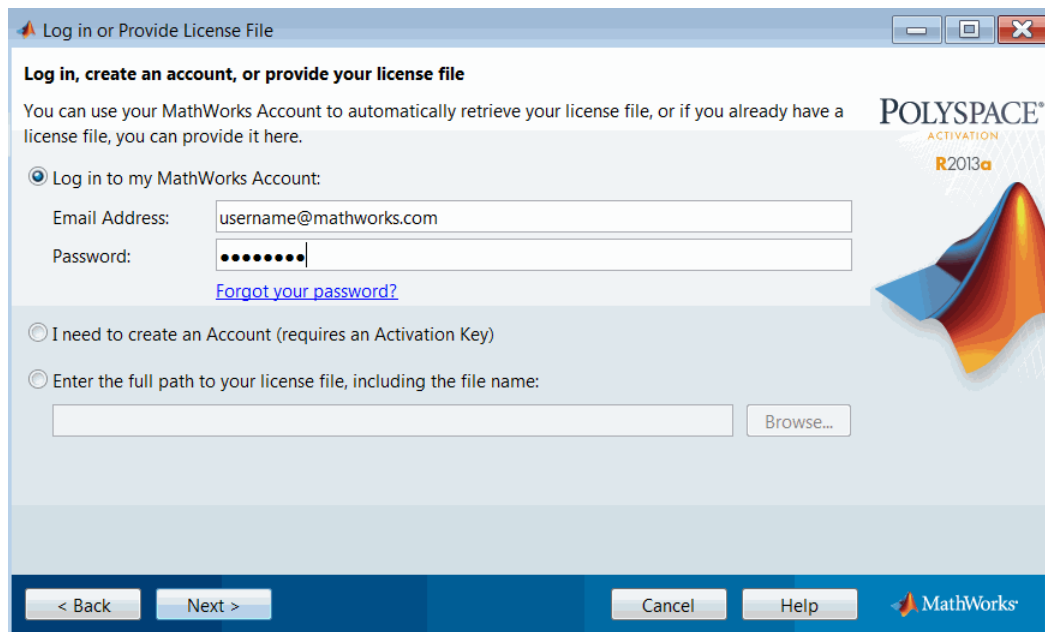 Log in or Provide License File
Log in, create an account, or provide your license file
You can use your MathWorks Account to automatically retrieve your license file, or if you already have a
license file, you can provide it here.
POLYSPACE®
ACTIVATION
R2013a
Log in to my MathWorks Account:
Email Address: username@mathworks.com
Password: ●●●●●●●●
Forgot your password?
I need to create an Account (requires an Activation Key)
Enter the full path to your license file, including the file name:
Browse...
< Back Next > Cancel Help MathWorks®